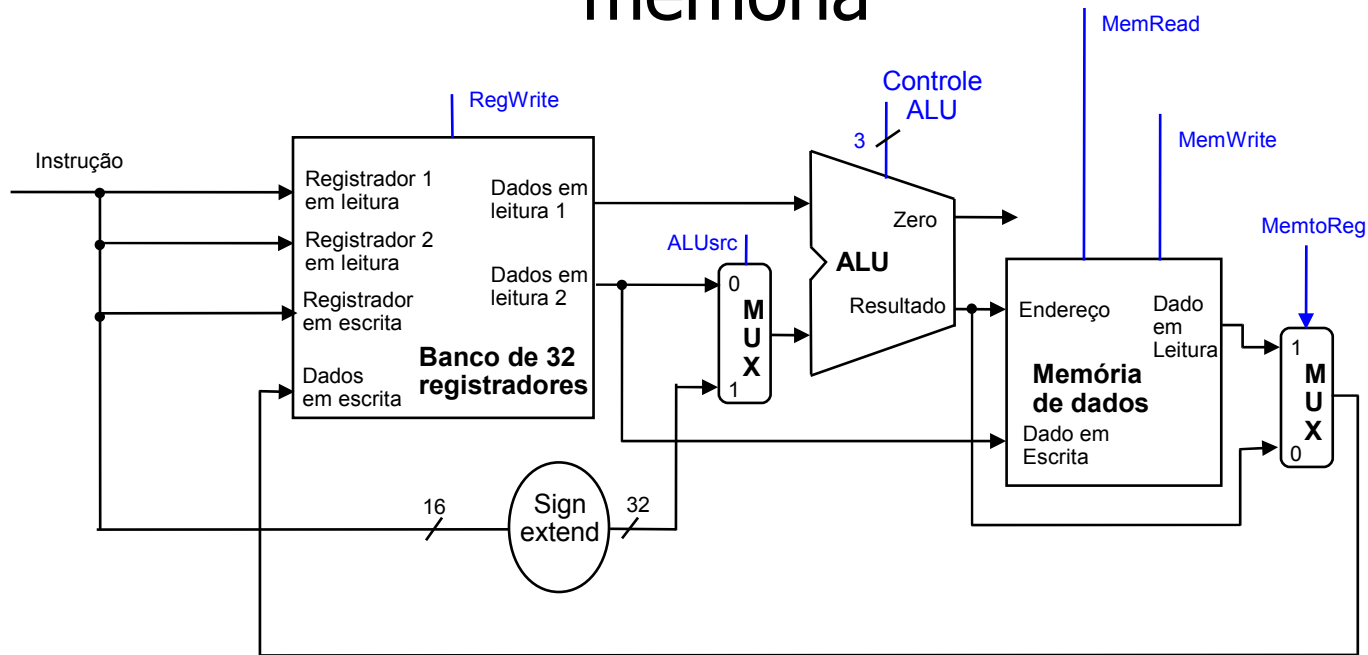 memória
MemRead
Controle
ALU
RegWrite
3
MemWrite
Instrução
Registrador 1
em leitura
Dados em
leitura 1
Zero
MemtoReg
Registrador 2
em leitura
ALUsrc
ALU
Dados em
leitura 2
0
M
U
X
1
Registrador
em escrita
Resultado
Endereço
Dado
em
Leitura
Banco de 32
registradores
Dados
em escrita
Memória
de dados
1
M
U
X
0
Dado em
Escrita
16
Sign
extend
32